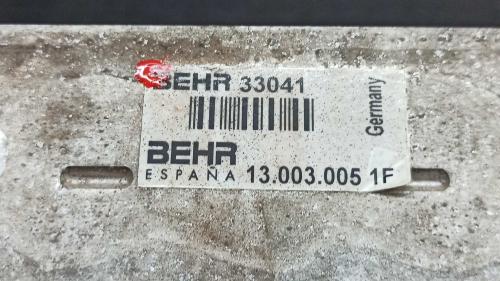 BEHR 33041
Germany
BEHR
ESPAÑA 13.003.005 1F